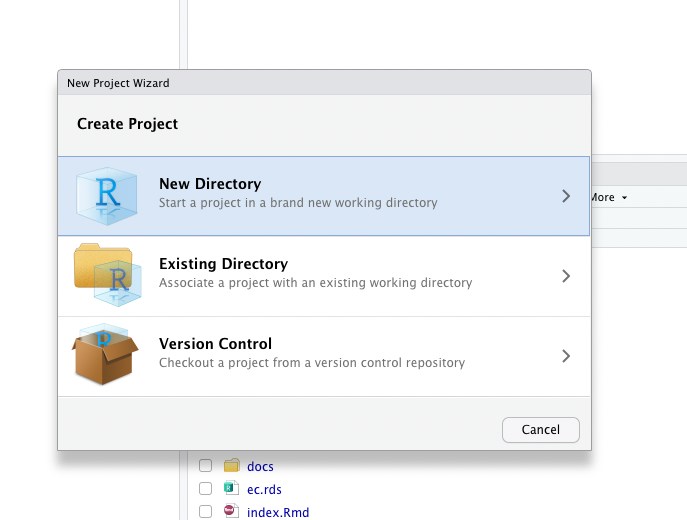 New Project Wizard
Create Project
New Directory
Start a project in a brand new working directory
More
Existing Directory
Associate a project with an existing working directory
Version Control
Checkout a project from a version control repository
Cancel
docs
ec.rds
index.Rmd